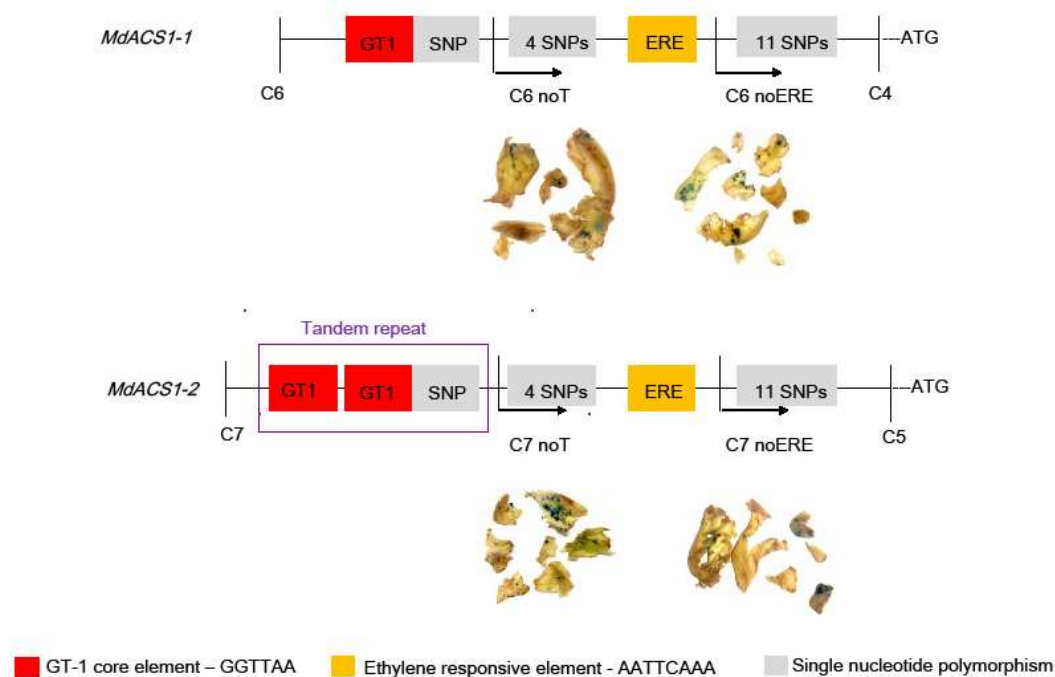 MdACS1-1
GT1 SNP 4 SNPs ERE 11 SNPs ---ATG
C6 C6 noT C6 noERE C4
Tandem repeat
MdACS1-2
GT1 GT1 SNP 4 SNPs ERE 11 SNPs ---ATG
C7 C7 noT C7 noERE C5
GT-1 core element – GGTTAA Ethylene responsive element - AATTCAAA Single nucleotide polymorphism